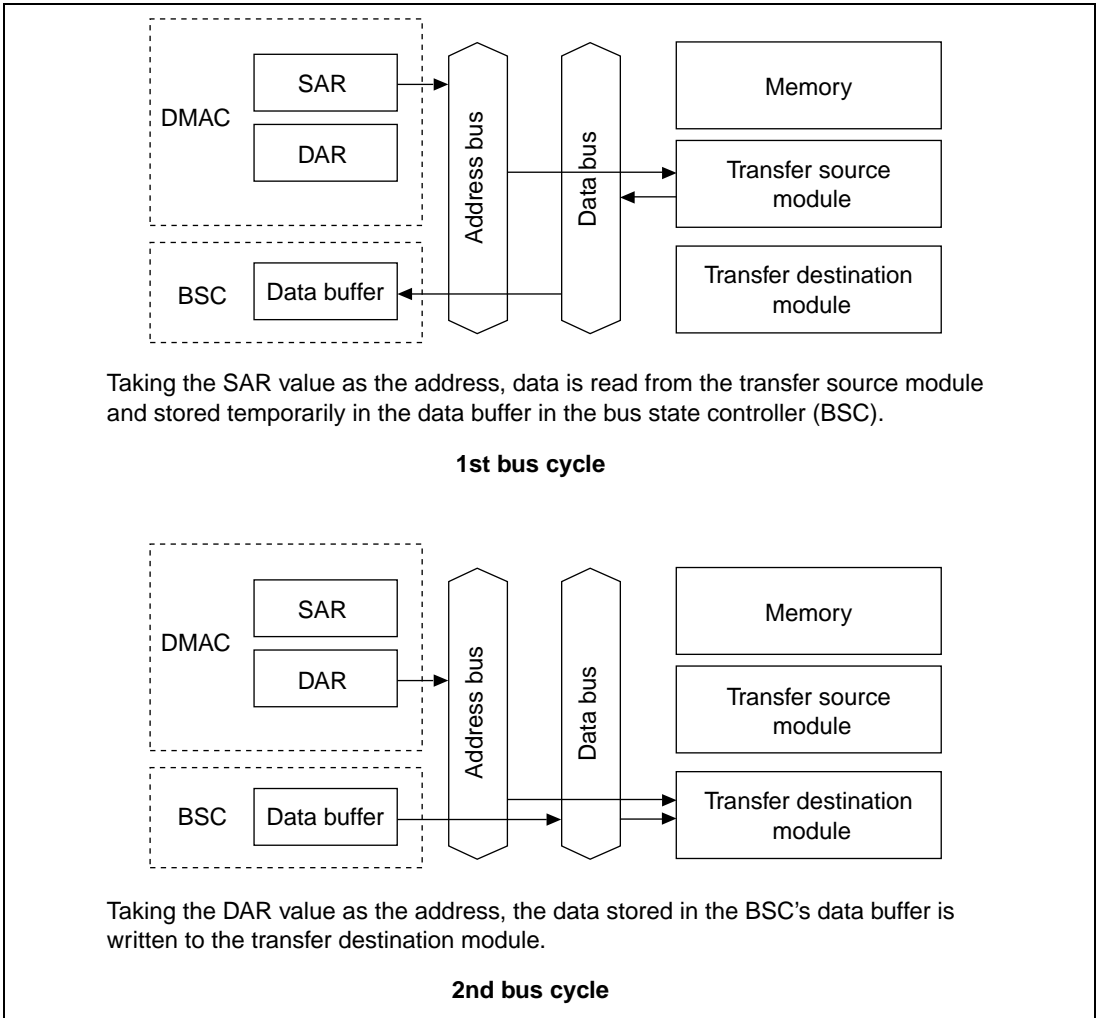 DMAC
SAR
DAR
Address bus
Data bus
Memory
Transfer source
module
BSC
Data buffer
Transfer destination
module
Taking the SAR value as the address, data is read from the transfer source module
and stored temporarily in the data buffer in the bus state controller (BSC).
1st bus cycle
DMAC
SAR
DAR
Address bus
Data bus
Memory
Transfer source
module
BSC
Data buffer
Transfer destination
module
Taking the DAR value as the address, the data stored in the BSC’s data buffer is
written to the transfer destination module.
2nd bus cycle